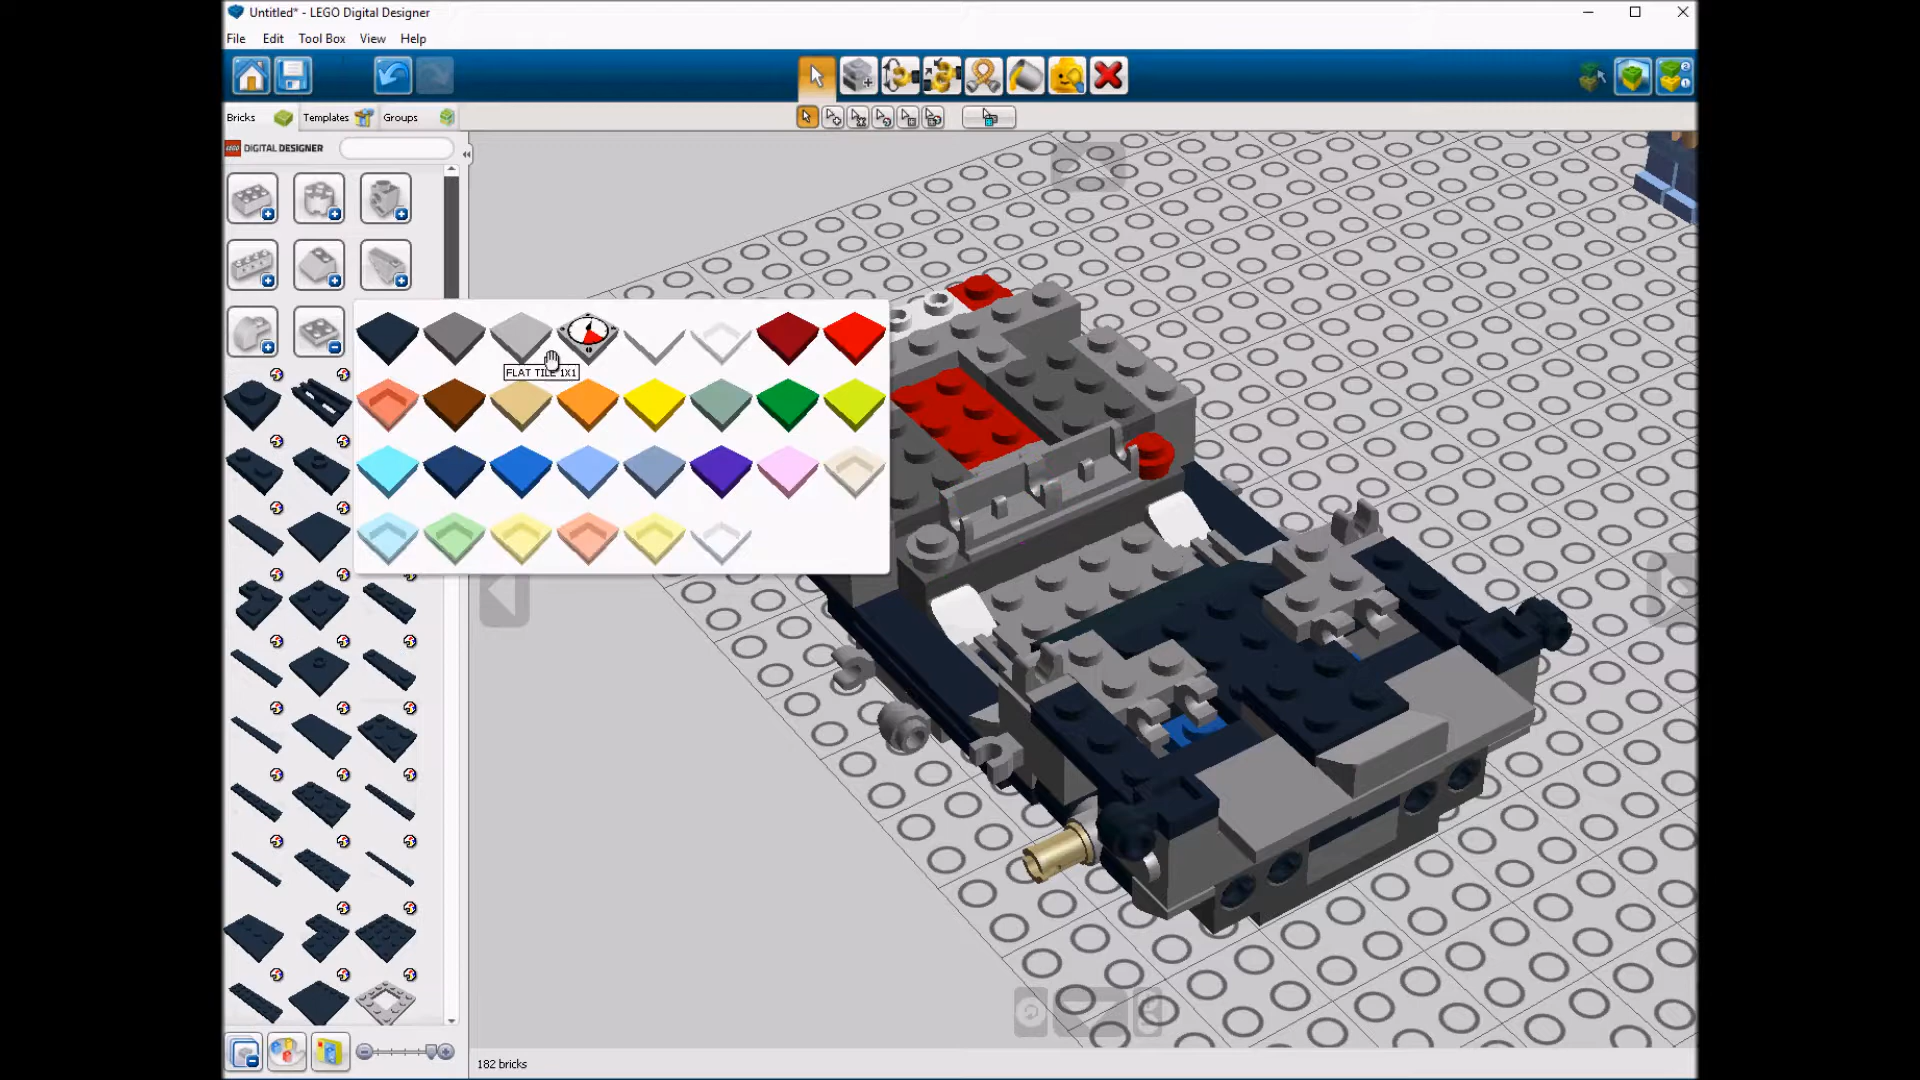 Untitled* - LEGO Digital Designer
File Edit Tool Box View Help
Bricks Templates Groups
LEGO DIGITAL DESIGNER
FLAT TILE 1X1
182 bricks